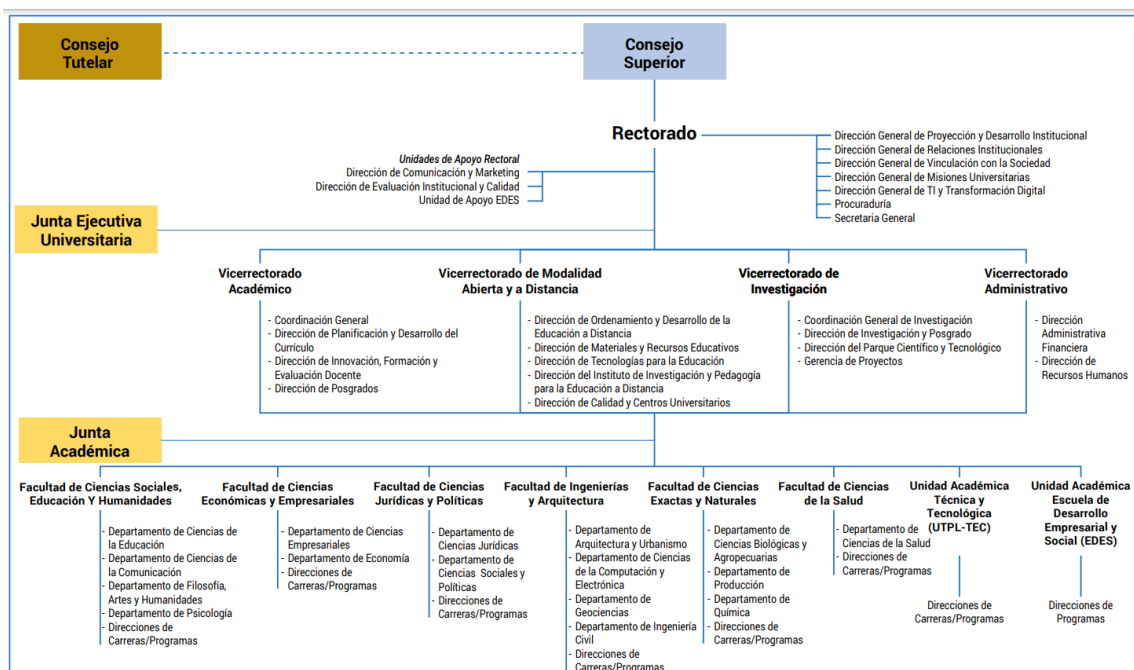 Consejo
Tutelar
Consejo
Superior
Rectorado
Unidades de Apoyo Rectoral
Dirección de Comunicación y Marketing
Dirección de Evaluación Institucional y Calidad
Unidad de Apoyo EDES
Dirección General de Proyección y Desarrollo Institucional
Dirección General de Relaciones Institucionales
Dirección General de Vinculación con la Sociedad
Dirección General de Misiones Universitarias
Dirección General de TI y Transformación Digital
Procuraduría
Secretaria General
Junta Ejecutiva
Universitaria
Vicerrectorado
Académico
- Coordinación General
- Dirección de Planificación y Desarrollo del
Currículo
- Dirección de Innovación, Formación y
Evaluación Docente
- Dirección de Posgrados
Vicerrectorado de Modalidad
Abierta y a Distancia
- Dirección de Ordenamiento y Desarrollo de la
Educación a Distancia
- Dirección de Materiales y Recursos Educativos
- Dirección de Tecnologías para la Educación
- Dirección del Instituto de Investigación y Pedagogía
para la Educación a Distancia
- Dirección de Calidad y Centros Universitarios
Vicerrectorado de
Investigación
- Coordinación General de Investigación
- Dirección de Investigación y Posgrado
- Dirección del Parque Científico y Tecnológico
- Gerencia de Proyectos
Vicerrectorado
Administrativo
- Dirección
Administrativa
Financiera
- Dirección de
Recursos Humanos
Junta
Académica
Facultad de Ciencias Sociales,
Educación Y Humanidades
- Departamento de Ciencias de
la Educación
- Departamento de Ciencias de
la Comunicación
- Departamento de Filosofía,
Artes y Humanidades
- Departamento de Psicología
- Direcciones de
Carreras/Programas
Facultad de Ciencias
Económicas y Empresariales
- Departamento de Ciencias
Empresariales
- Departamento de Economía
- Direcciones de
Carreras/Programas
Facultad de Ciencias
Jurídicas y Políticas
- Departamento de
Ciencias Jurídicas
- Departamento de
Ciencias Sociales y
Políticas
- Direcciones de
Carreras/Programas
Facultad de Ingenierías
y Arquitectura
- Departamento de
Arquitectura y Urbanismo
- Departamento de Ciencias
de la Computación y
Electrónica
- Departamento de
Geociencias
- Departamento de Ingeniería
Civil
- Direcciones de
Carreras/Programas
Facultad de Ciencias
Exactas y Naturales
- Departamento de
Ciencias Biológicas y
Agropecuarias
- Departamento de
Producción
- Departamento de
Química
- Direcciones de
Carreras/Programas
Facultad de Ciencias
de la Salud
- Departamento de
Ciencias de la Salud
- Direcciones de
Carreras/Programas
Unidad Académica
Técnica y
Tecnológica
(UTPL-TEC)
Direcciones de
Carreras/Programas
Unidad Académica
Escuela de
Desarrollo
Empresarial y
Social (EDES)
Direcciones de
Programas